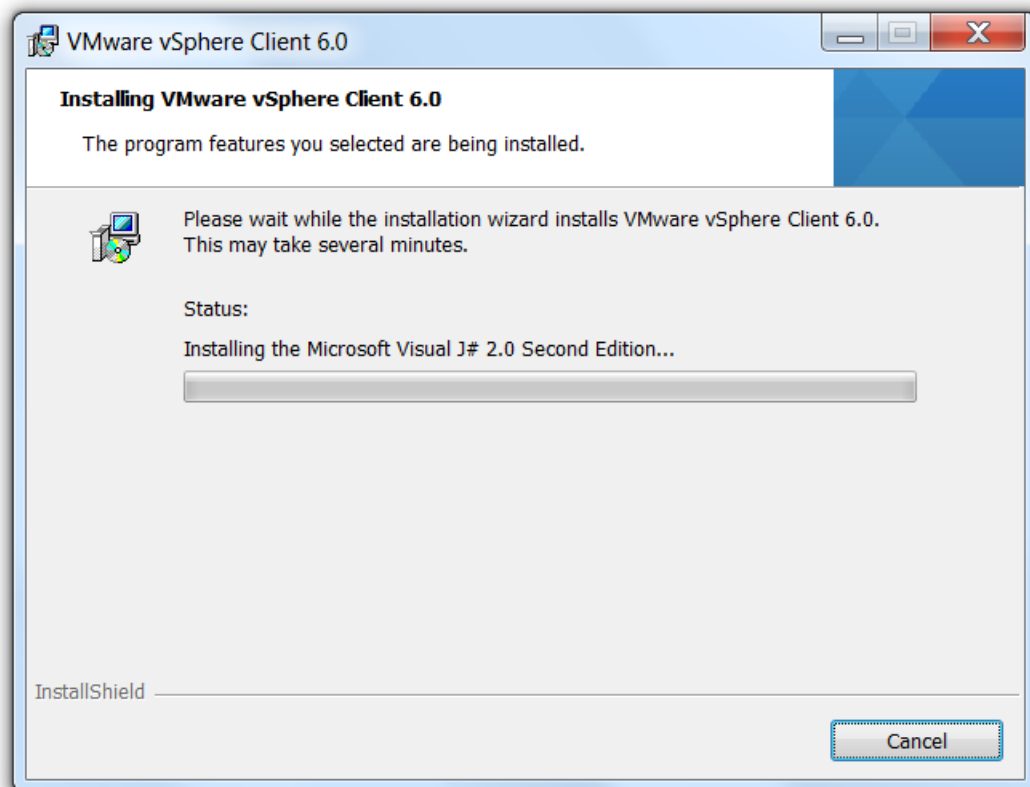 VMware vSphere Client 6.0
Installing VMware vSphere Client 6.0
The program features you selected are being installed.
Please wait while the installation wizard installs VMware vSphere Client 6.0.
This may take several minutes.
Status:
Installing the Microsoft Visual J# 2.0 Second Edition...
InstallShield
Cancel